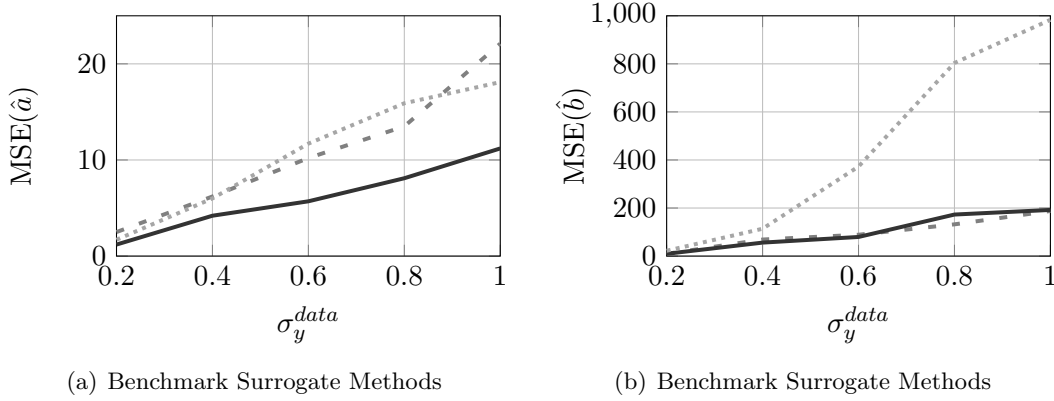 20
10
0
0.2 0.4 0.6 0.8 1
MSE(â)
σ_y^{data}
(a) Benchmark Surrogate Methods
1,000
800
600
400
200
0
0.2 0.4 0.6 0.8 1
MSE(b̂)
σ_y^{data}
(b) Benchmark Surrogate Methods